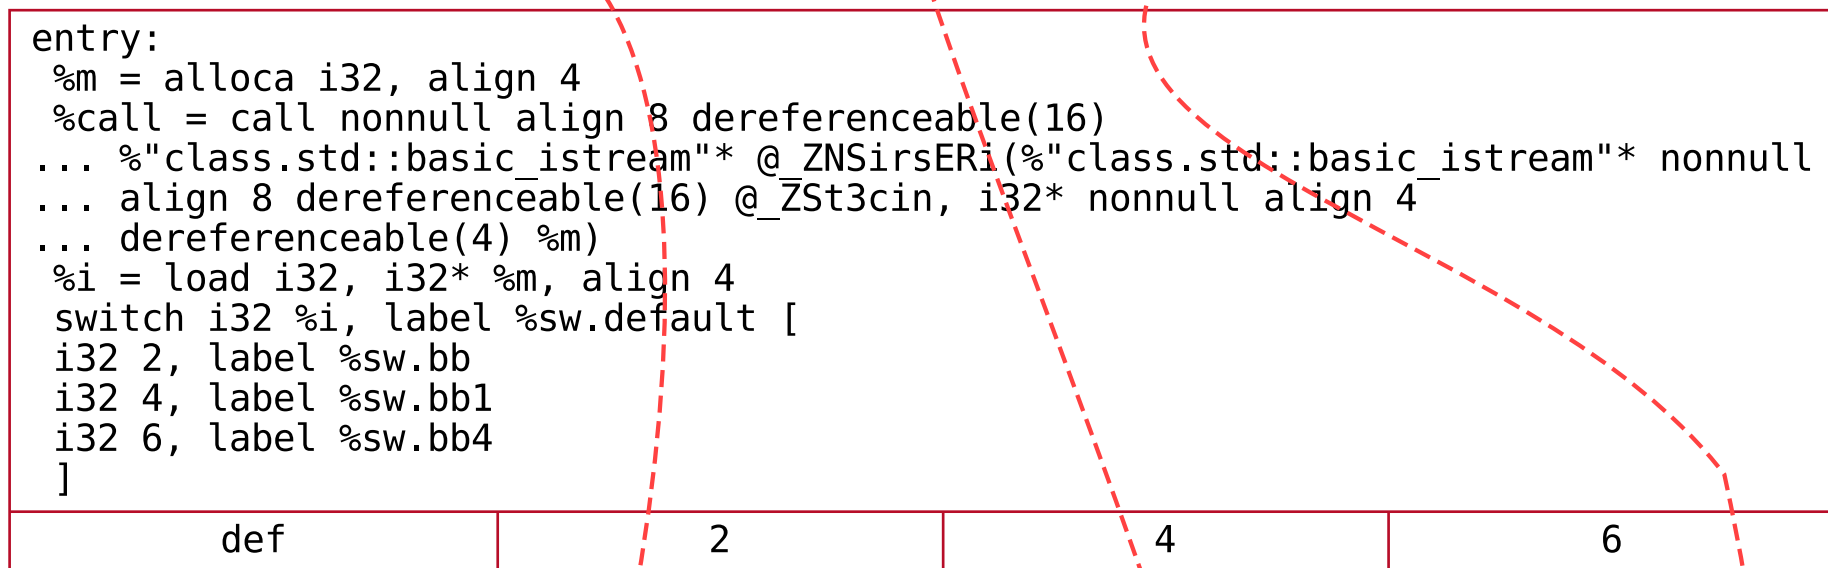 entry:
%m = alloca i32, align 4
%call = call nonnull align 8 dereferenceable(16)
... %"class.std::basic_istream"* @_ZNSirsERi(%"class.std::basic_istream"* nonnull
... align 8 dereferenceable(16) @_ZSt3cin, i32* nonnull align 4
... dereferenceable(4) %m)
%i = load i32, i32* %m, align 4
switch i32 %i, label %sw.default [
i32 2, label %sw.bb
i32 4, label %sw.bb1
i32 6, label %sw.bb4
]
def 2 4 6